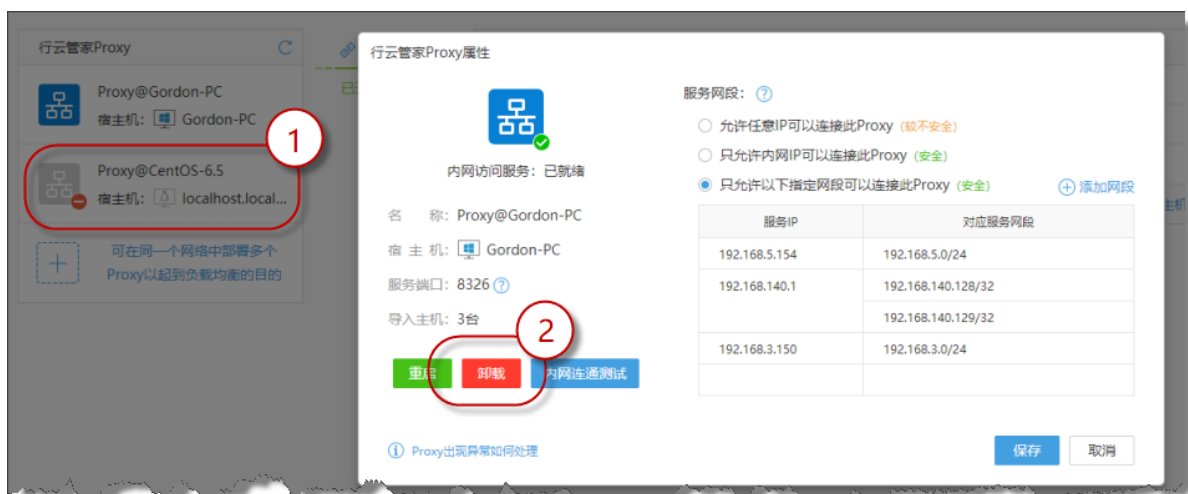 行云管家Proxy
Proxy@Gordon-PC
宿主机： Gordon-PC
1
Proxy@CentOS-6.5
宿主机： localhost.local...
可在同一个网络中部署多个
Proxy以起到负载均衡的目的
行云管家Proxy属性
内网访问服务：已就绪
名 称：Proxy@Gordon-PC
宿 主 机： Gordon-PC
服务端口：8326 ?
导入主机：3台
2
重启
卸载
内网连通测试
Proxy出现异常如何处理
服务网段： ?
允许任意IP可以连接此Proxy (较不安全)
只允许内网IP可以连接此Proxy (安全)
只允许以下指定网段可以连接此Proxy (安全)
添加网段
服务IP 对应服务网段
192.168.5.154 192.168.5.0/24
192.168.140.1 192.168.140.128/32
192.168.140.129/32
192.168.3.150 192.168.3.0/24
保存
取消
主机